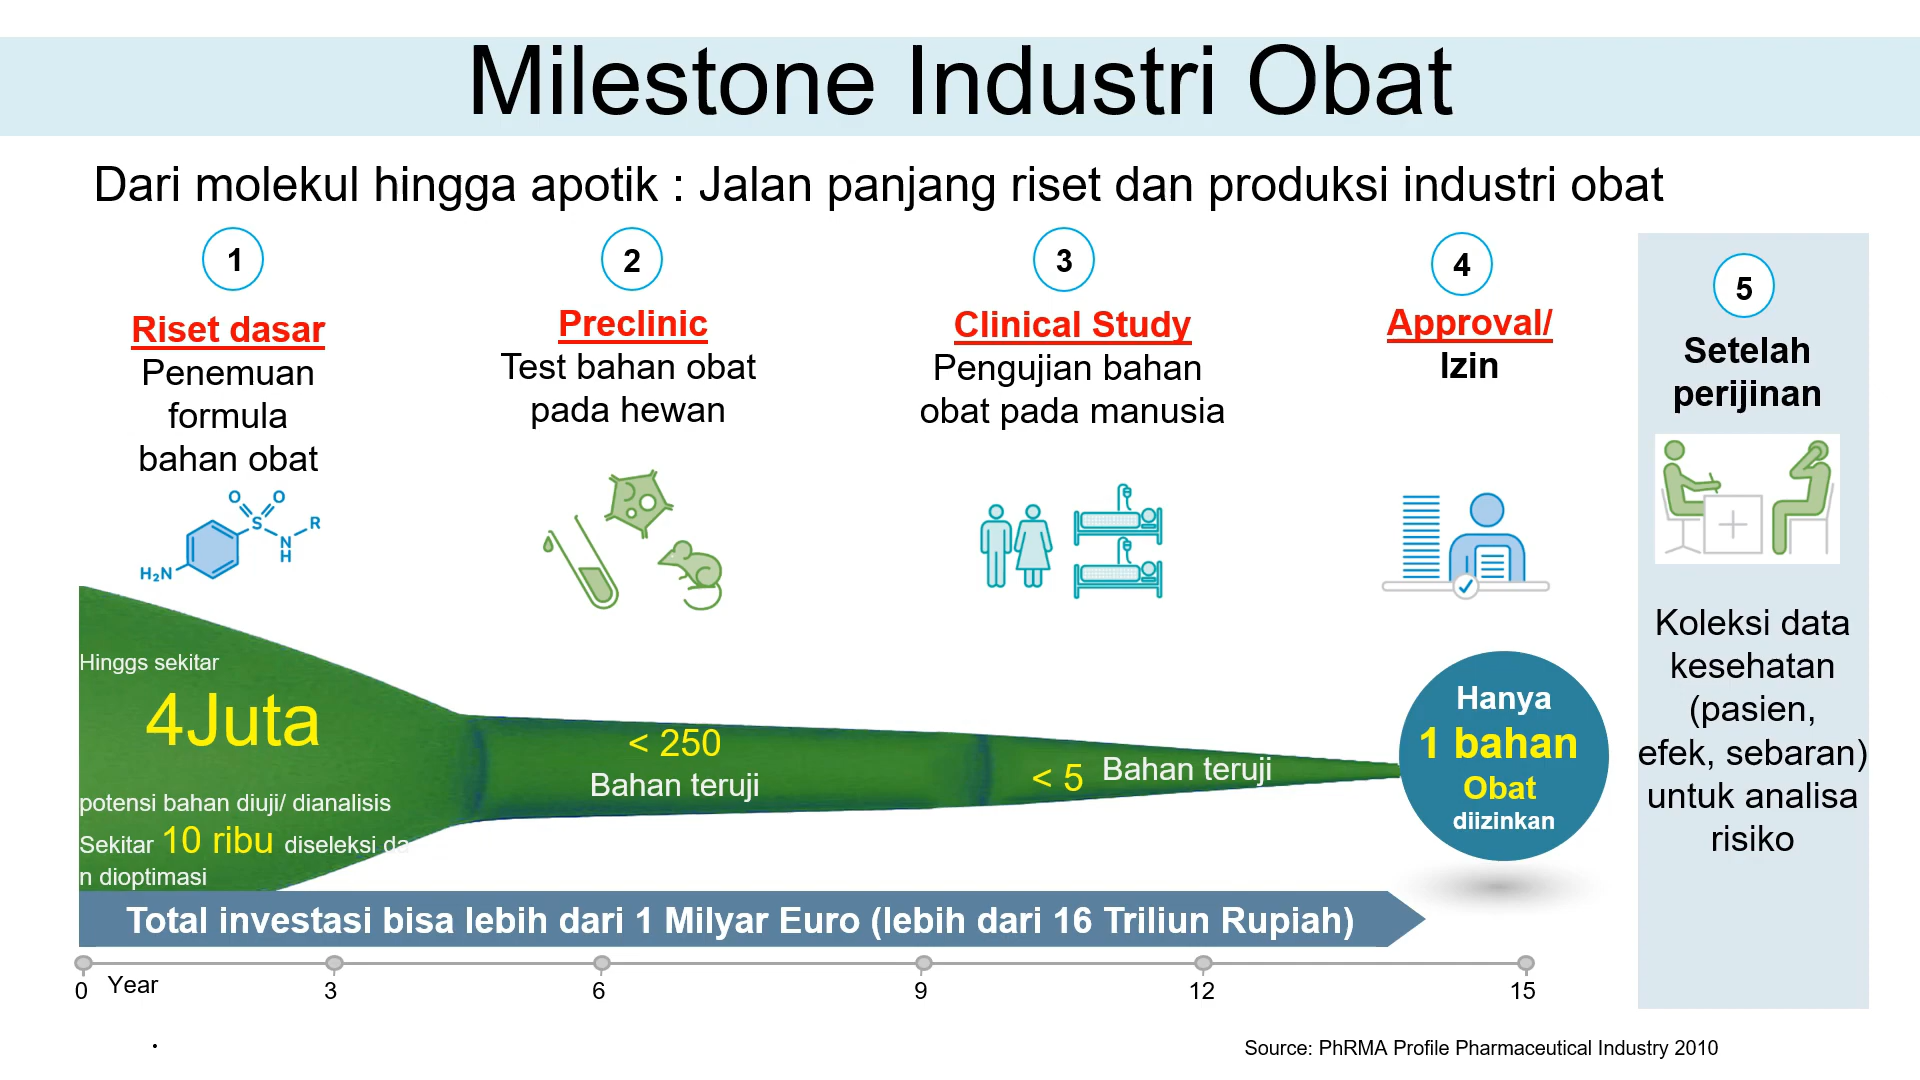 Milestone Industri Obat
Dari molekul hingga apotik : Jalan panjang riset dan produksi industri obat
1
Riset dasar
Penemuan
formula
bahan obat
O O
S
N
H
R
H₂N
2
Preclinic
Test bahan obat
pada hewan
3
Clinical Study
Pengujian bahan
obat pada manusia
4
Approval/
Izin
5
Setelah
perijinan
Koleksi data
kesehatan
(pasien,
efek, sebaran)
untuk analisa
risiko
Hinggs sekitar
4Juta
potensi bahan diuji/ dianalisis
Sekitar 10 ribu diseleksi da
n dioptimasi
< 250
Bahan teruji
< 5 Bahan teruji
Hanya
1 bahan
Obat
diizinkan
Total investasi bisa lebih dari 1 Milyar Euro (lebih dari 16 Triliun Rupiah)
0 Year 3 6 9 12 15
.
Source: PhRMA Profile Pharmaceutical Industry 2010